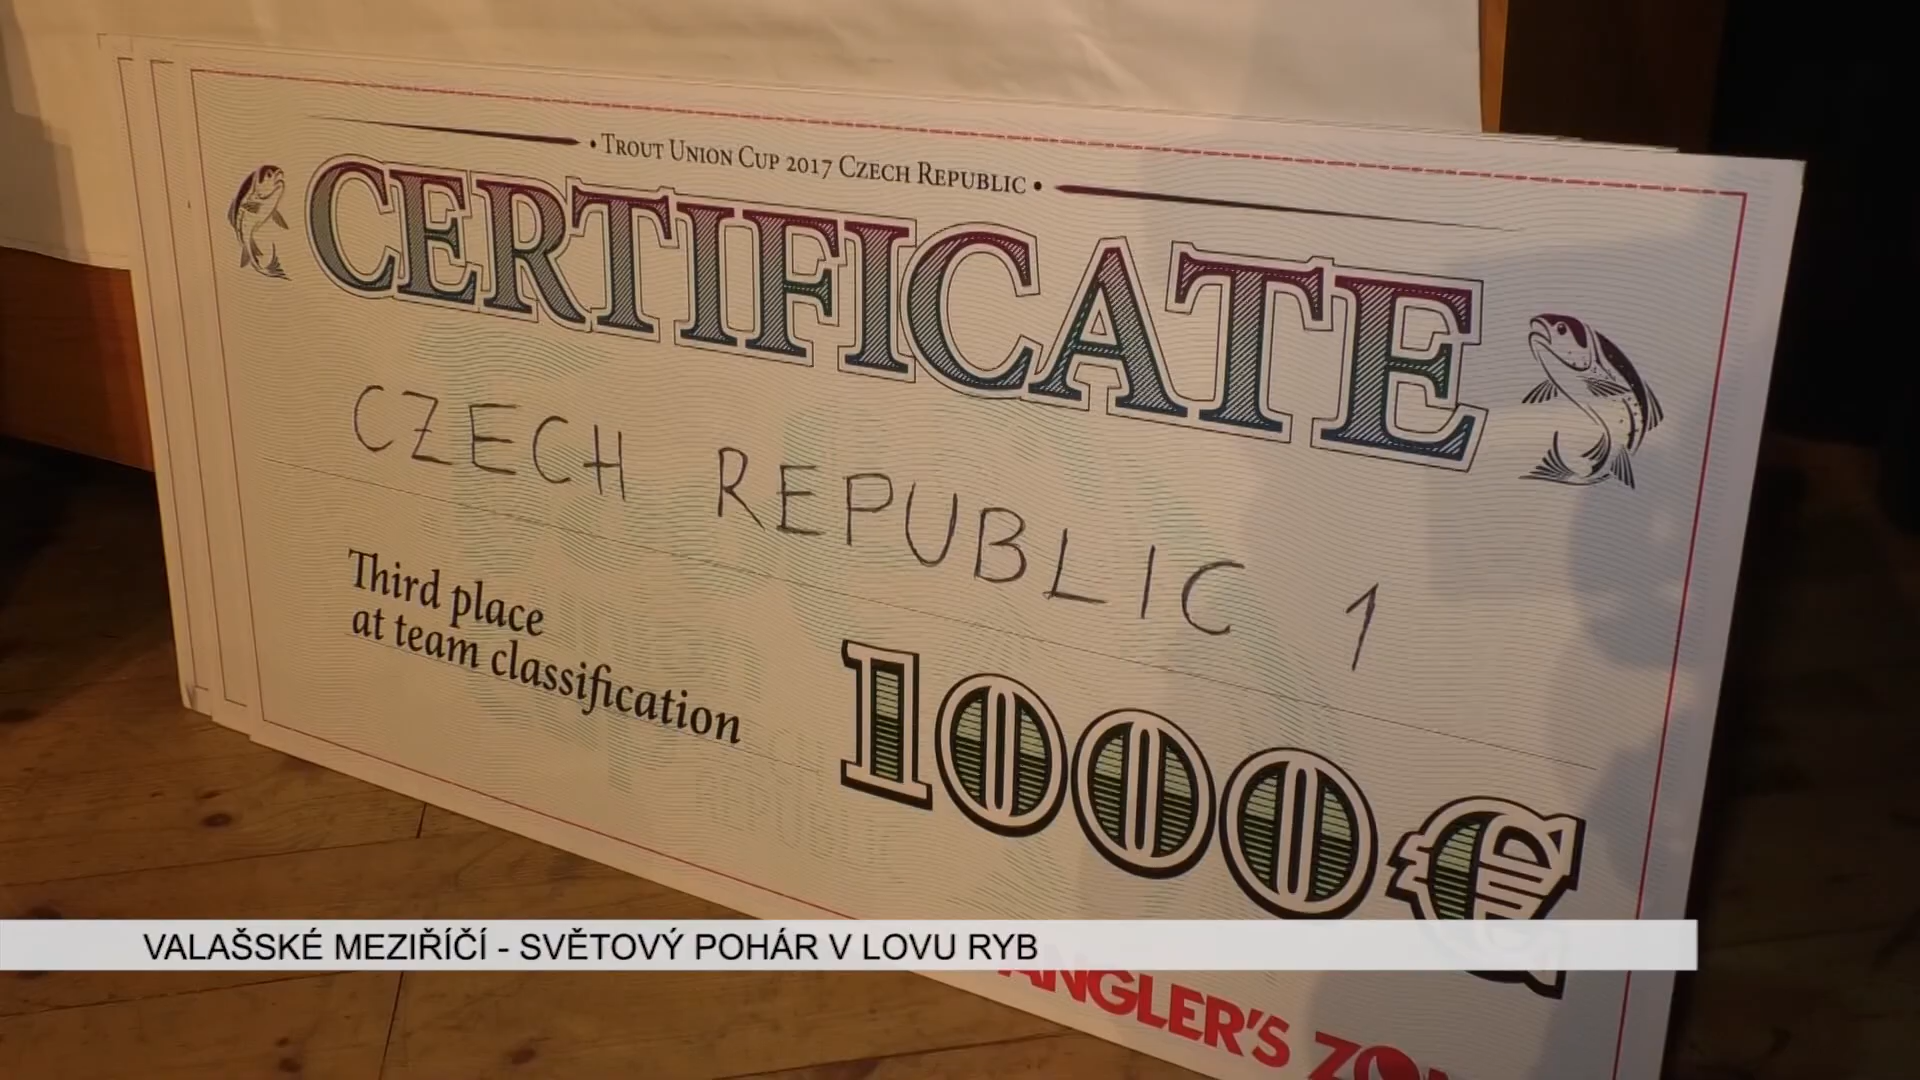 • TROUT UNION CUP 2017 CZECH REPUBLIC •
CERTIFICATE
CZECH REPUBLIC 1
Third place
at team classification
1000€
VALAŠSKÉ MEZIŘÍČÍ - SVĚTOVÝ POHÁR V LOVU RYB
ANGLER'S